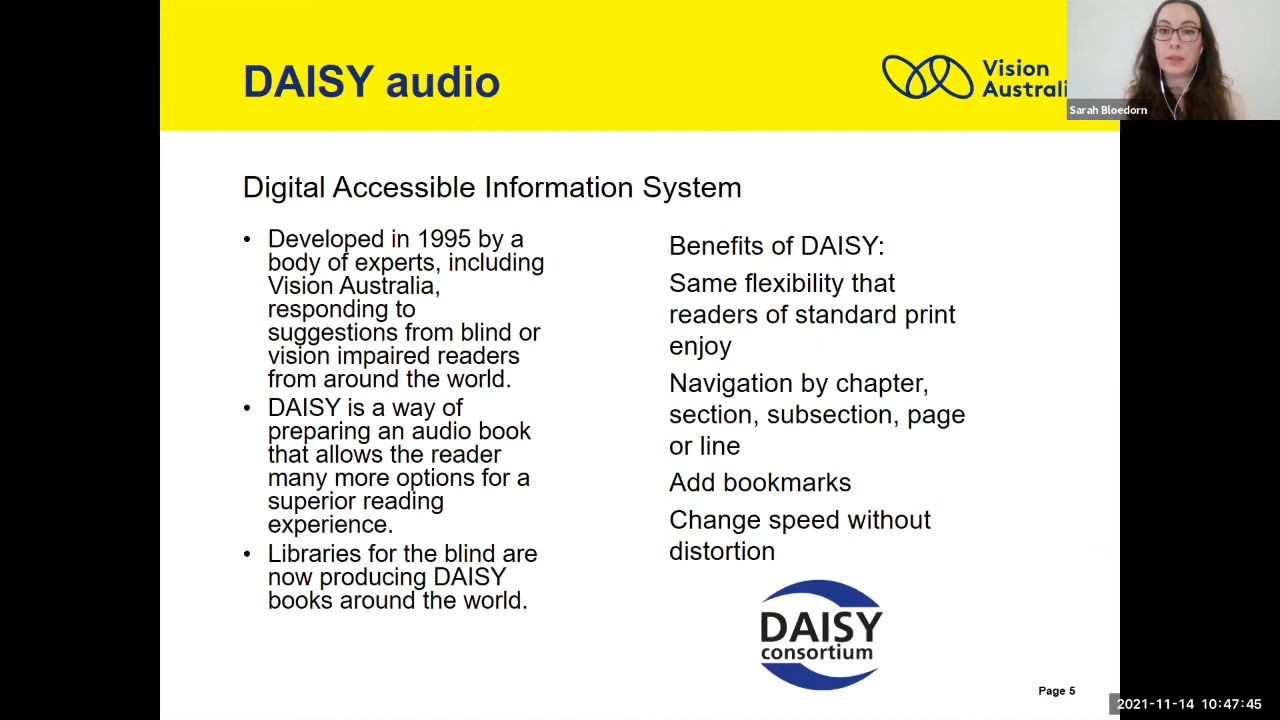 DAISY audio
Vision
Australi
Sarah Bloedorn
Digital Accessible Information System
• Developed in 1995 by a
body of experts, including
Vision Australia,
responding to
suggestions from blind or
vision impaired readers
from around the world.
• DAISY is a way of
preparing an audio book
that allows the reader
many more options for a
superior reading
experience.
• Libraries for the blind are
now producing DAISY
books around the world.
Benefits of DAISY:
Same flexibility that
readers of standard print
enjoy
Navigation by chapter,
section, subsection, page
or line
Add bookmarks
Change speed without
distortion
DAISY
consortium
Page 5
2021-11-14 10:47:45